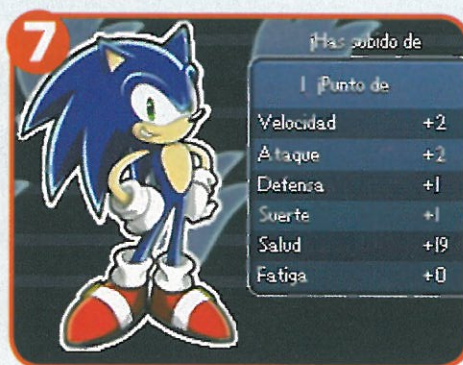 7
¡Has subido de
1 ¡Punto de
Velocidad +2
Ataque +2
Defensa +1
Suerte +1
Salud +19
Fatiga +0